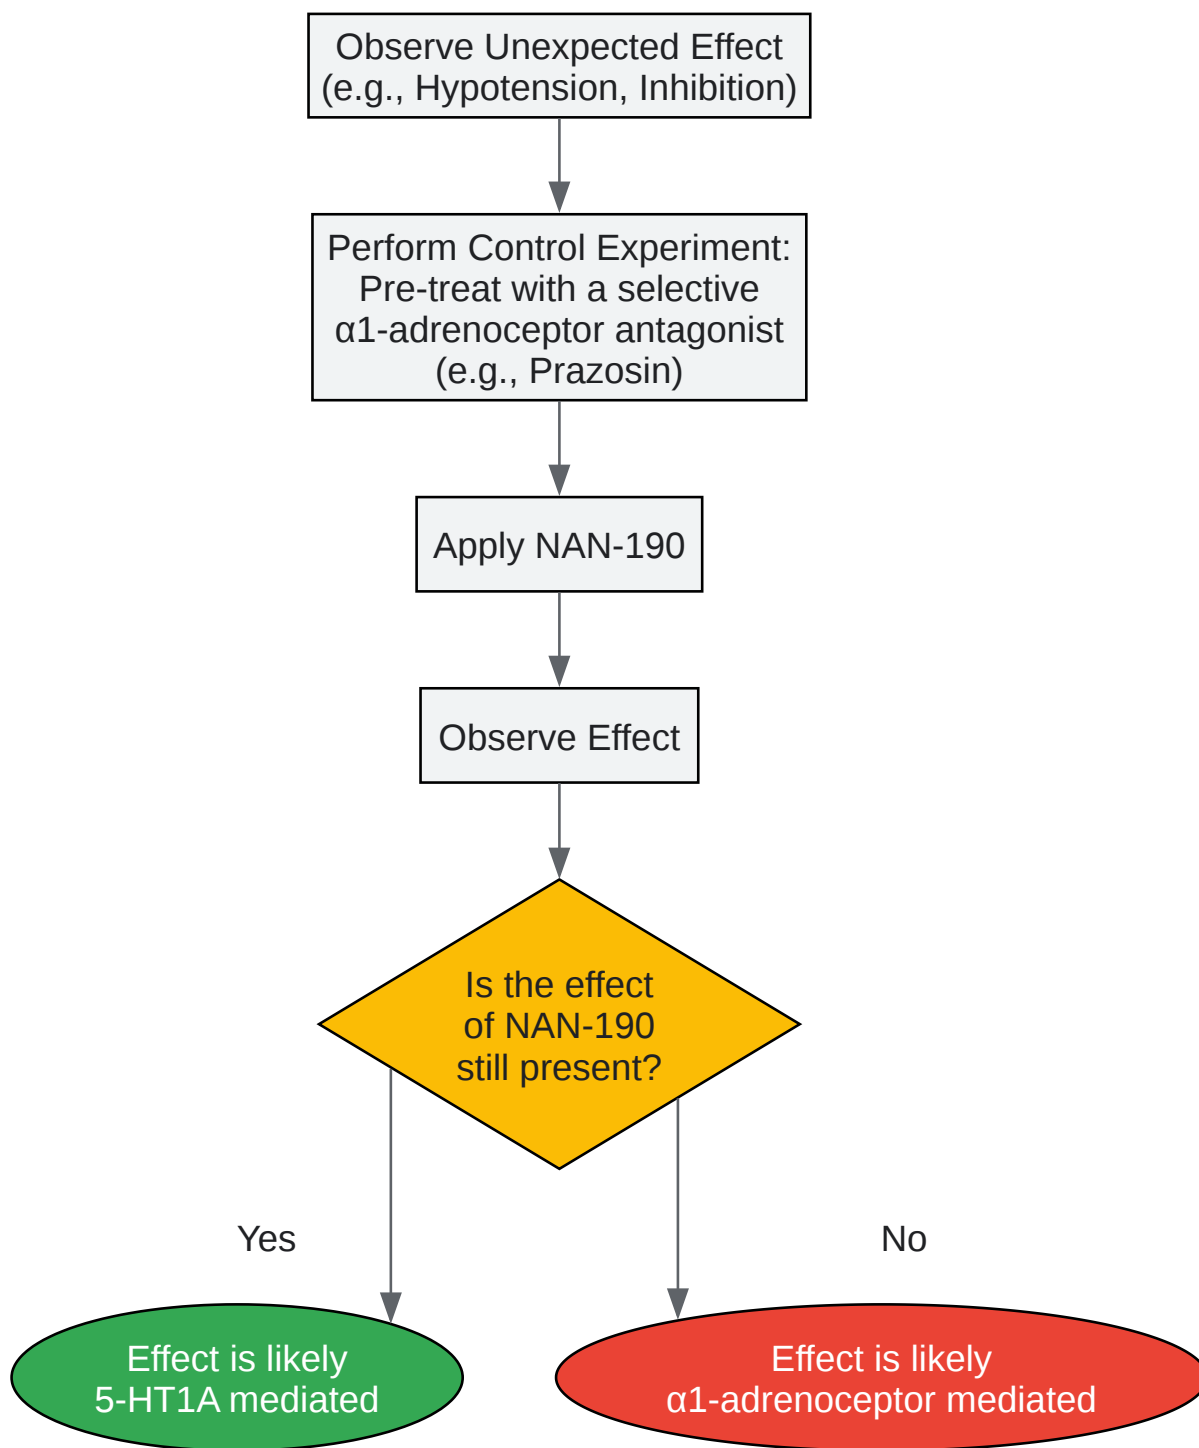 Observe Unexpected Effect
(e.g., Hypotension, Inhibition)
Perform Control Experiment:
Pre-treat with a selective
α1-adrenoceptor antagonist
(e.g., Prazosin)
Apply NAN-190
Observe Effect
Is the effect
of NAN-190
still present?
Yes
No
Effect is likely
5-HT1A mediated
Effect is likely
α1-adrenoceptor mediated